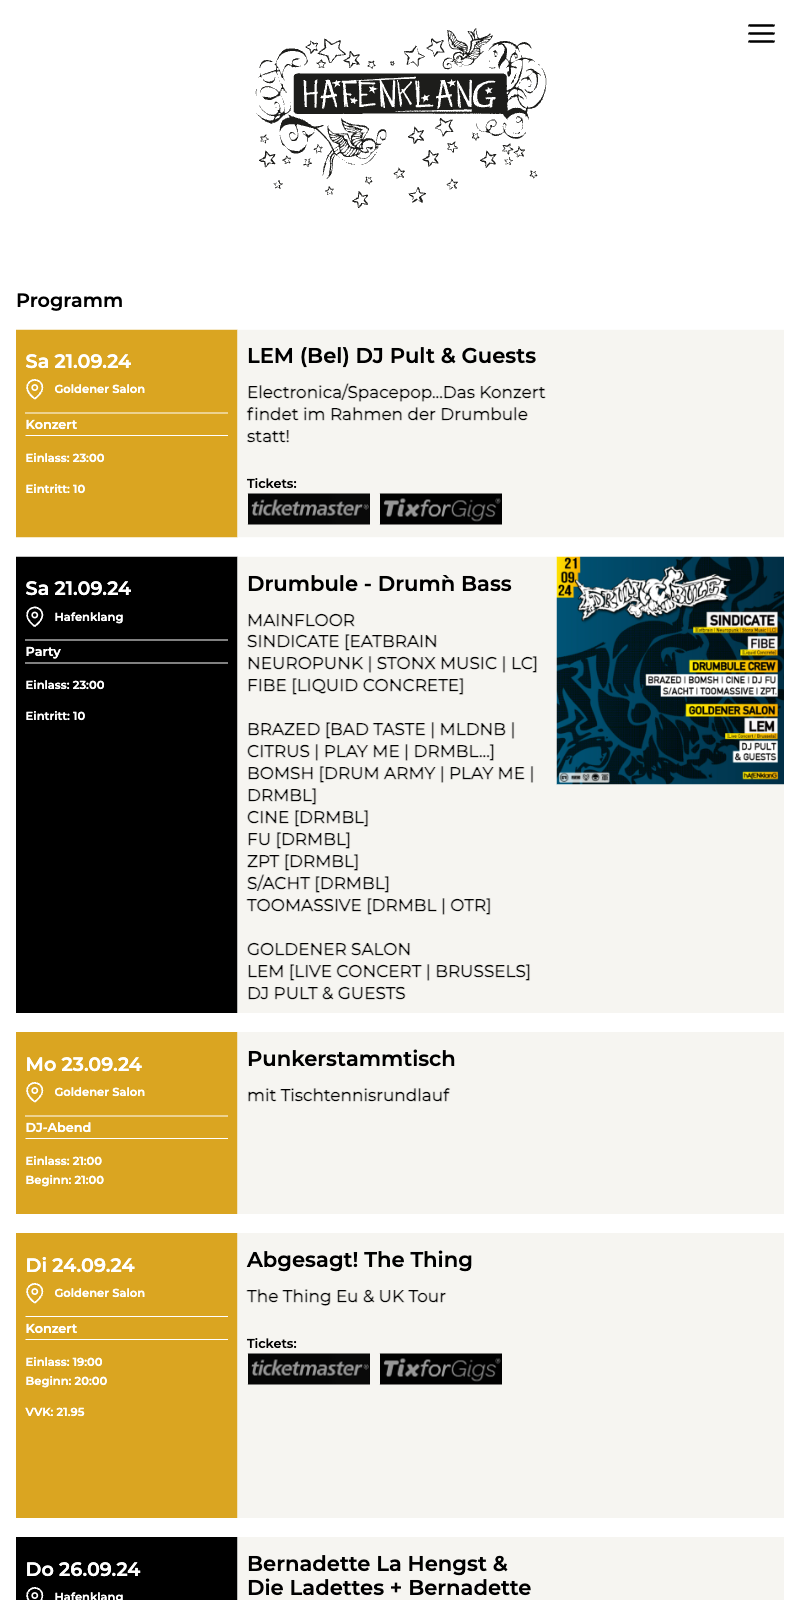 HAFENKLANG
Programm
Sa 21.09.24
Goldener Salon
Konzert
Einlass: 23:00
Eintritt: 10
LEM (Bel) DJ Pult & Guests
Electronica/Spacepop...Das Konzert
findet im Rahmen der Drumbule
statt!
Tickets:
ticketmaster®
TixforGigs®
Sa 21.09.24
Hafenklang
Party
Einlass: 23:00
Eintritt: 10
Drumbule - Drumǹ Bass
MAINFLOOR
SINDICATE [EATBRAIN
NEUROPUNK | STONX MUSIC | LC]
FIBE [LIQUID CONCRETE]
BRAZED [BAD TASTE | MLDNB |
CITRUS | PLAY ME | DRMBL...]
BOMSH [DRUM ARMY | PLAY ME |
DRMBL]
CINE [DRMBL]
FU [DRMBL]
ZPT [DRMBL]
S/ACHT [DRMBL]
TOOMASSIVE [DRMBL | OTR]
GOLDENER SALON
LEM [LIVE CONCERT | BRUSSELS]
DJ PULT & GUESTS
21
09.
24
DRUMBULE
SINDICATE
FIBE
(Liquid Concrete)
DRUMBULE CREW
BRAZED | BOMSH | CINE | DJ FU
S/ACHT | TOOMASSIVE | ZPT
GOLDENER SALON
LEM
(Live Concert / Brussels)
DJ PULT
& GUESTS
HAFENKLANG
Mo 23.09.24
Goldener Salon
DJ-Abend
Einlass: 21:00
Beginn: 21:00
Punkerstammtisch
mit Tischtennisrundlauf
Di 24.09.24
Goldener Salon
Konzert
Einlass: 19:00
Beginn: 20:00
VVK: 21.95
Abgesagt! The Thing
The Thing Eu & UK Tour
Tickets:
ticketmaster®
TixforGigs®
Do 26.09.24
Hafenklang
Bernadette La Hengst &
Die Ladettes + Bernadette